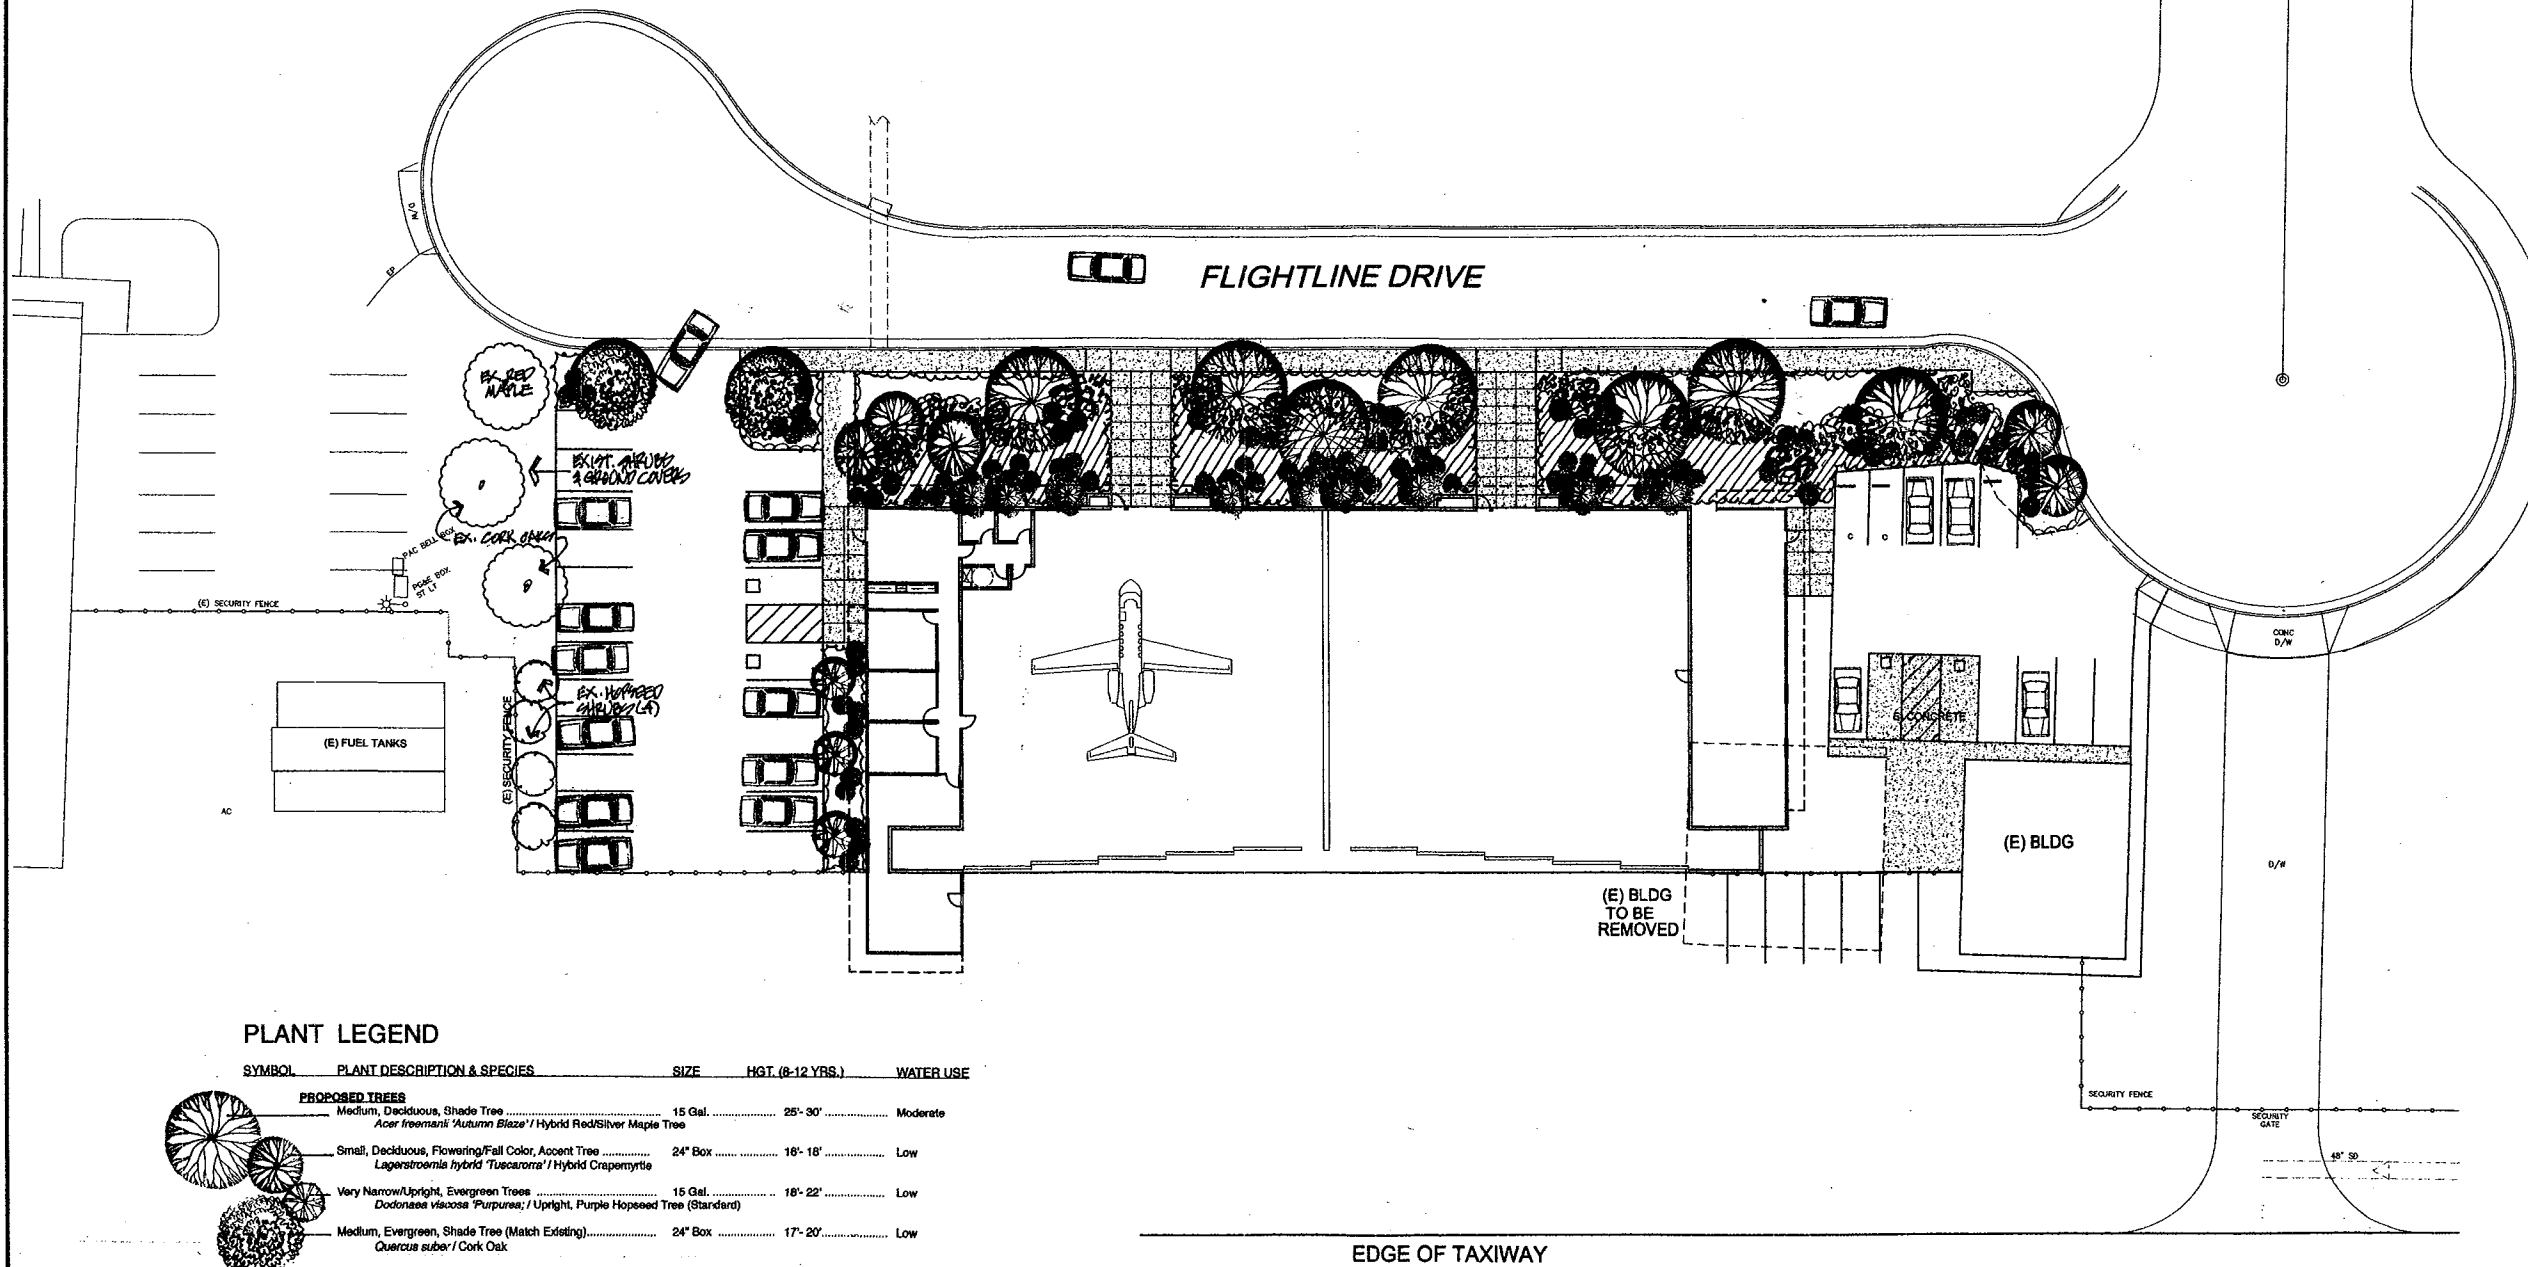 FLIGHTLINE DRIVE
D/W
EP
EX. RED
MAPLE
EXIST. SHRUBS
& GROUND COVERS
PAC BELL BOX
EX. CORK OAKS
PG&E BOX
ST LT
(E) SECURITY FENCE
EX. HOPSEED
SHRUBS (4)
(E) SECURITY FENCE
(E) FUEL TANKS
AC
C
C
CONC
D/W
(E) CONCRETE
(E) BLDG
D/W
(E) BLDG
TO BE
REMOVED
SECURITY FENCE
SECURITY
GATE
48" SD
EDGE OF TAXIWAY
PLANT LEGEND
SYMBOL PLANT DESCRIPTION & SPECIES SIZE HGT. (8-12 YRS.) WATER USE
PROPOSED TREES
Medium, Deciduous, Shade Tree ........ 15 Gal. ........ 25'- 30' ........ Moderate
Acer freemanii 'Autumn Blaze' / Hybrid Red/Silver Maple Tree
Small, Deciduous, Flowering/Fall Color, Accent Tree ........ 24" Box ........ 16'- 18' ........ Low
Lagerstroemia hybrid 'Tuscarorra' / Hybrid Crapemyrtle
Very Narrow/Upright, Evergreen Trees ........ 15 Gal. ........ 18'- 22' ........ Low
Dodonaea viscosa 'Purpurea; / Upright, Purple Hopseed Tree (Standard)
Medium, Evergreen, Shade Tree (Match Existing) ........ 24" Box ........ 17'- 20' ........ Low
Quercus suber / Cork Oak